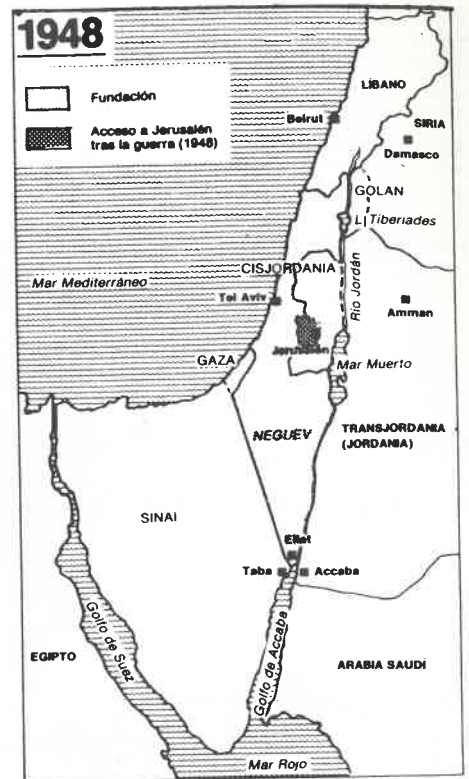 1948
Fundación
Acceso a Jerusalén
tras la guerra (1948)
LÍBANO
Beirut
SIRIA
Damasco
GOLAN
L. Tiberiades
CISJORDANIA
Mar Mediterráneo
Tel Aviv
Río Jordán
Amman
Jerusalén
GAZA
Mar Muerto
NEGUEV
TRANSJORDANIA
(JORDANIA)
SINAI
Eilat
Taba
Accaba
Golfo de Suez
Golfo de Accaba
EGIPTO
ARABIA SAUDÍ
Mar Rojo